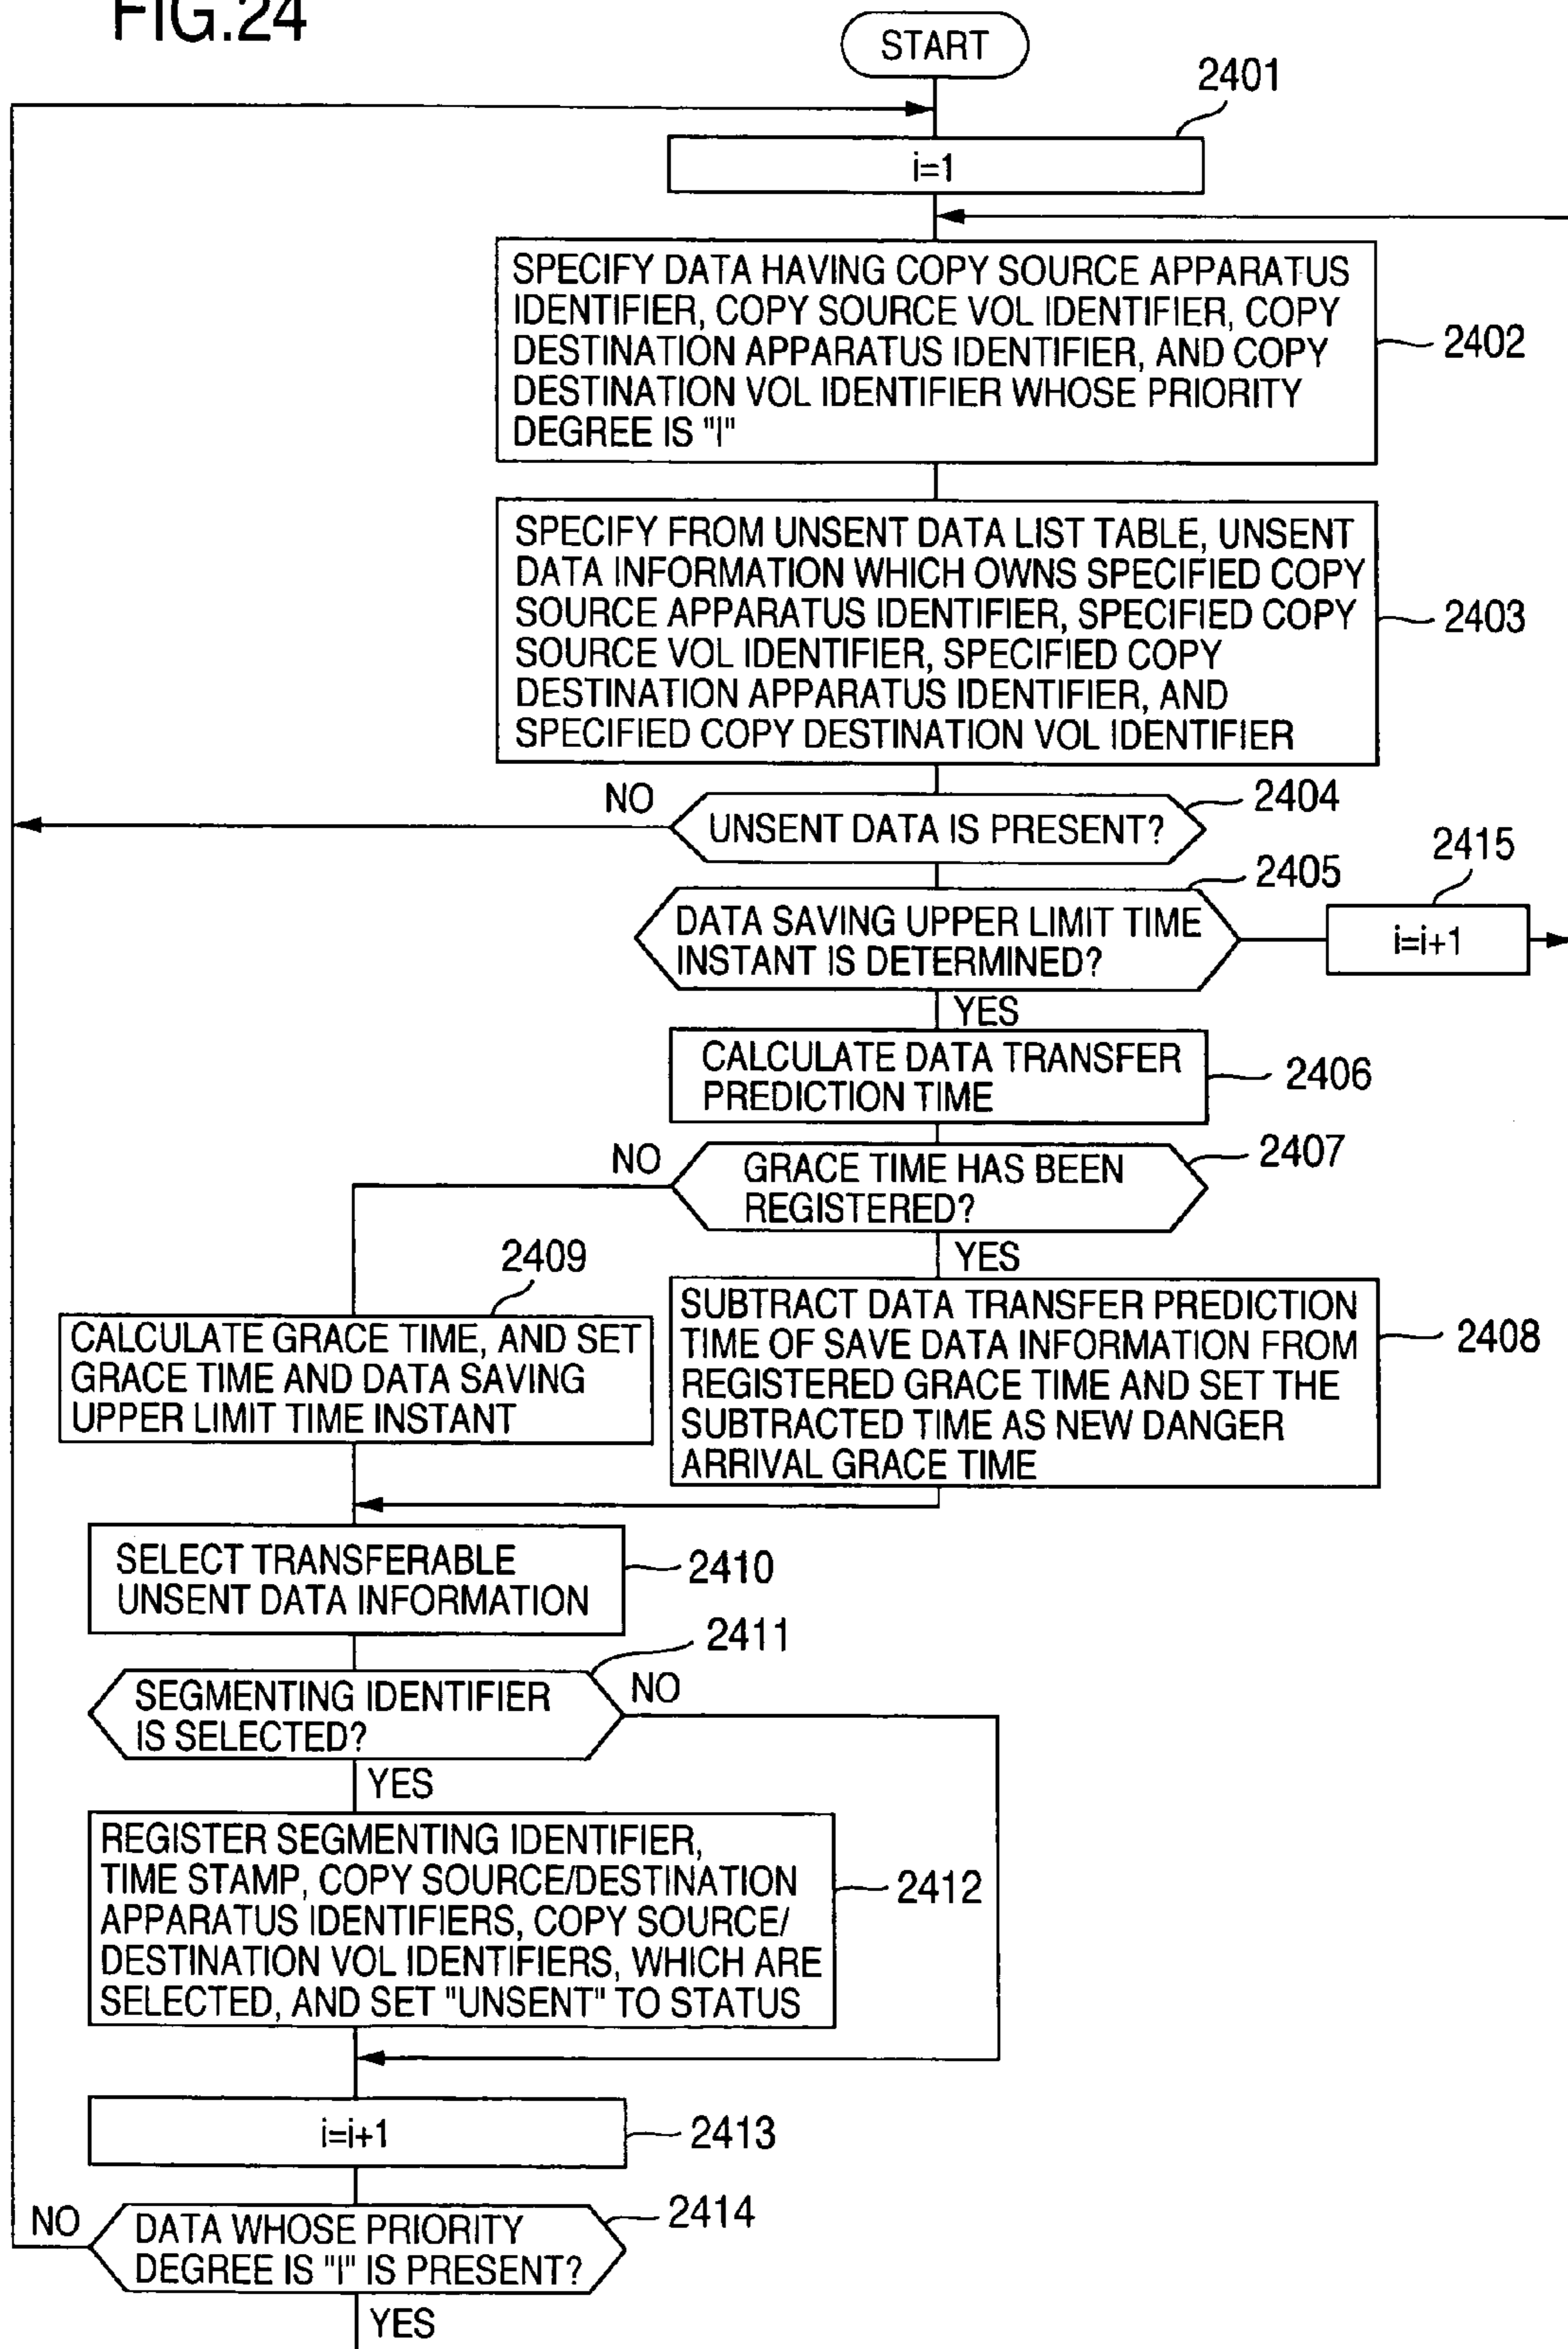 FIG.24
START
2401
i=1
SPECIFY DATA HAVING COPY SOURCE APPARATUS
IDENTIFIER, COPY SOURCE VOL IDENTIFIER, COPY
DESTINATION APPARATUS IDENTIFIER, AND COPY
DESTINATION VOL IDENTIFIER WHOSE PRIORITY
DEGREE IS "I"
2402
SPECIFY FROM UNSENT DATA LIST TABLE, UNSENT
DATA INFORMATION WHICH OWNS SPECIFIED COPY
SOURCE APPARATUS IDENTIFIER, SPECIFIED COPY
SOURCE VOL IDENTIFIER, SPECIFIED COPY
DESTINATION APPARATUS IDENTIFIER, AND
SPECIFIED COPY DESTINATION VOL IDENTIFIER
2403
NO
UNSENT DATA IS PRESENT?
2404
2405
DATA SAVING UPPER LIMIT TIME
INSTANT IS DETERMINED?
2415
i=i+1
YES
CALCULATE DATA TRANSFER
PREDICTION TIME
2406
NO
GRACE TIME HAS BEEN
REGISTERED?
2407
YES
2409
CALCULATE GRACE TIME, AND SET
GRACE TIME AND DATA SAVING
UPPER LIMIT TIME INSTANT
SUBTRACT DATA TRANSFER PREDICTION
TIME OF SAVE DATA INFORMATION FROM
REGISTERED GRACE TIME AND SET THE
SUBTRACTED TIME AS NEW DANGER
ARRIVAL GRACE TIME
2408
SELECT TRANSFERABLE
UNSENT DATA INFORMATION
2410
2411
SEGMENTING IDENTIFIER
IS SELECTED?
NO
YES
REGISTER SEGMENTING IDENTIFIER,
TIME STAMP, COPY SOURCE/DESTINATION
APPARATUS IDENTIFIERS, COPY SOURCE/
DESTINATION VOL IDENTIFIERS, WHICH ARE
SELECTED, AND SET "UNSENT" TO STATUS
2412
i=i+1
2413
NO
DATA WHOSE PRIORITY
DEGREE IS "I" IS PRESENT?
2414
YES